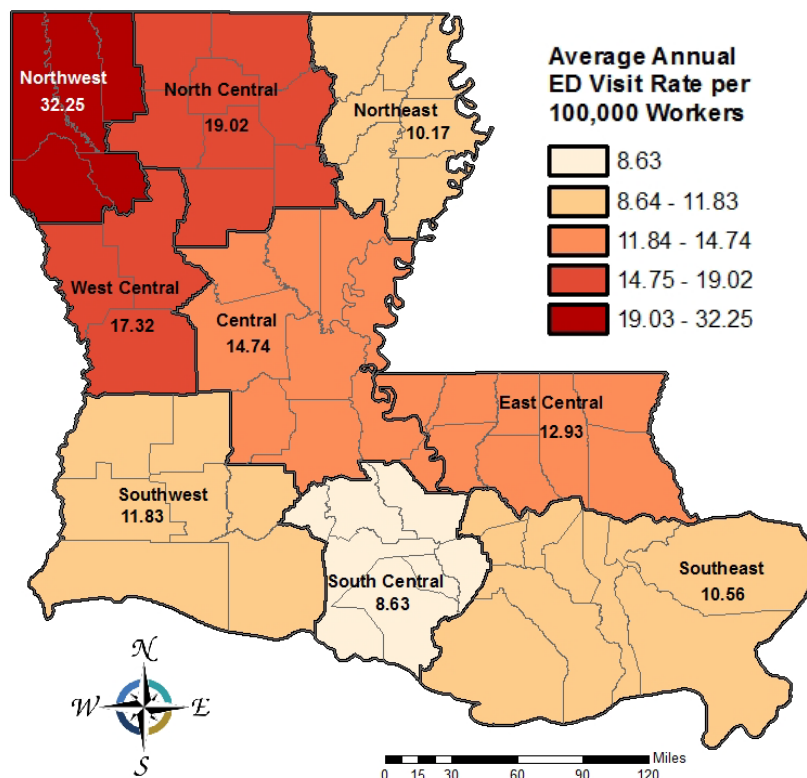 Average Annual
ED Visit Rate per
100,000 Workers
8.63
8.64 - 11.83
11.84 - 14.74
14.75 - 19.02
19.03 - 32.25
Northwest
32.25
North Central
19.02
Northeast
10.17
West Central
17.32
Central
14.74
East Central
12.93
Southwest
11.83
South Central
8.63
Southeast
10.56
N
W
E
S
Miles
0 15 30 60 90 120